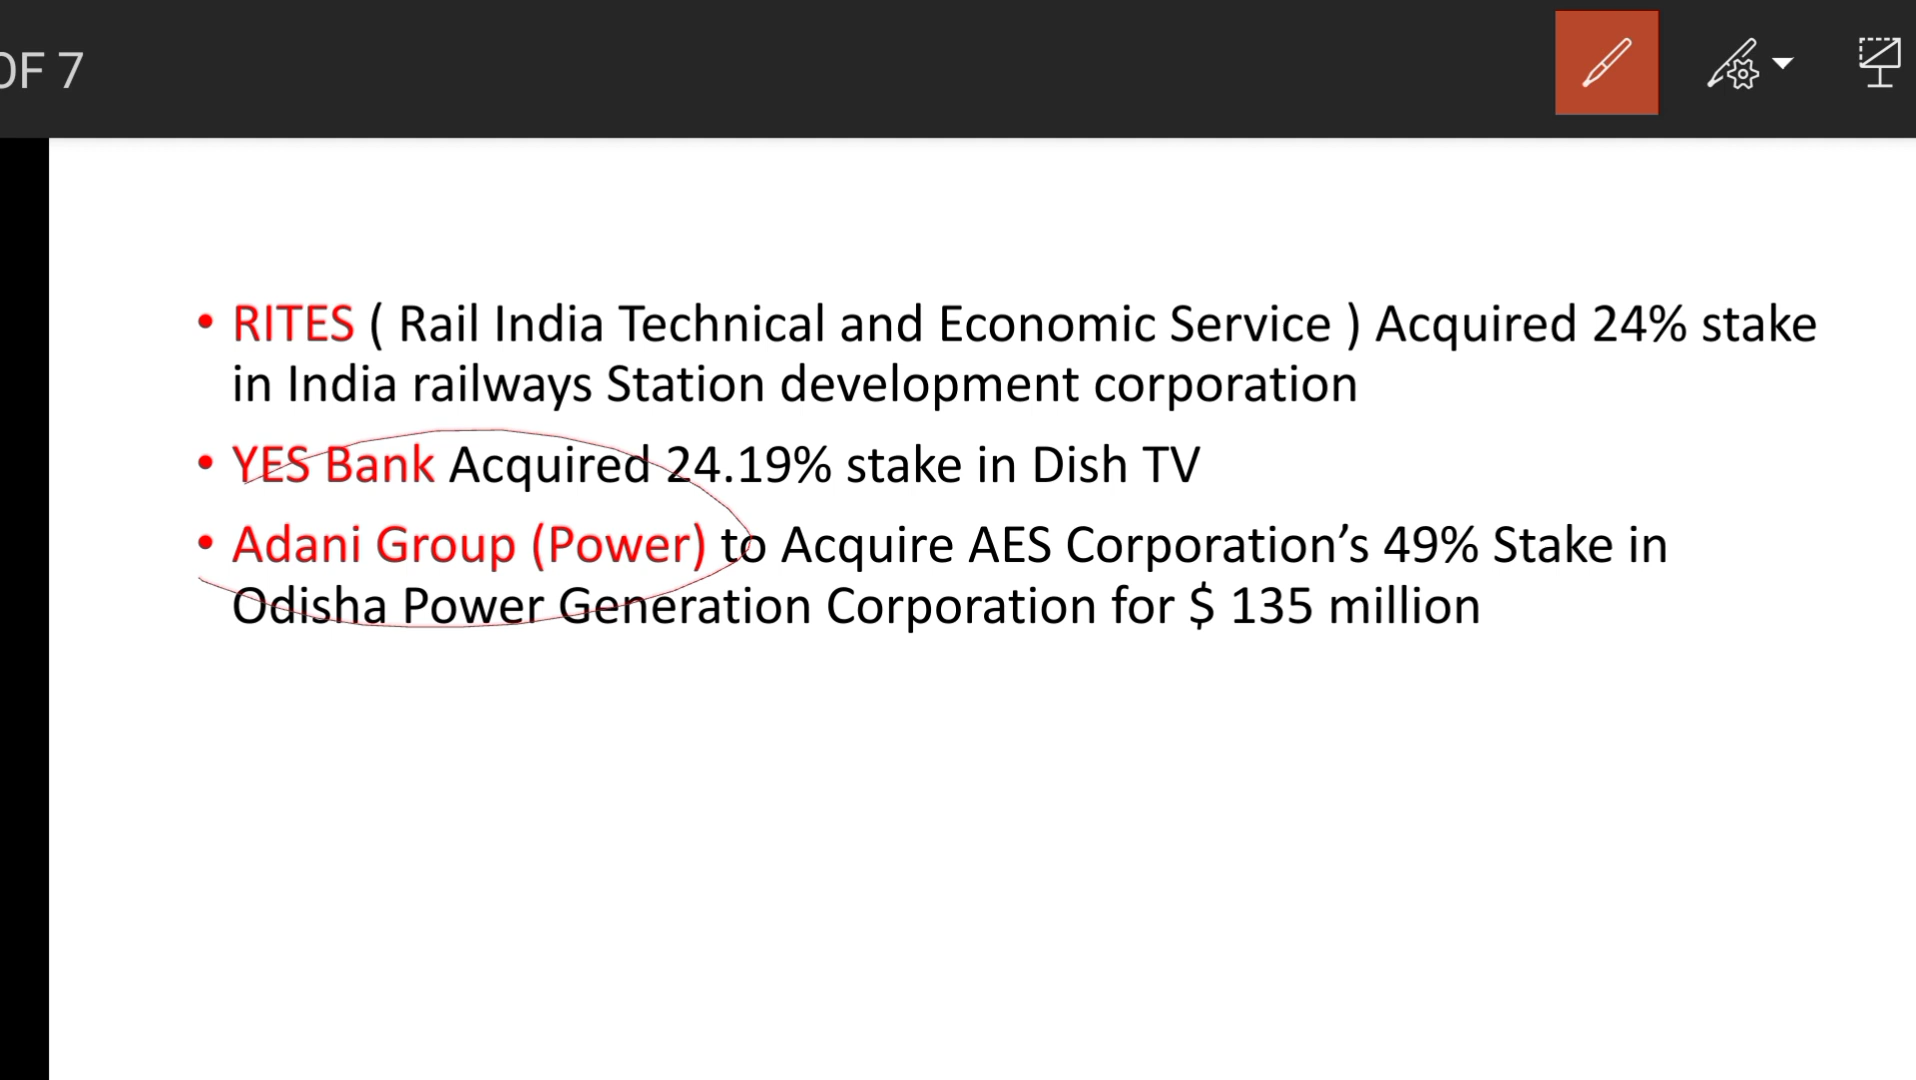 OF 7
• RITES ( Rail India Technical and Economic Service ) Acquired 24% stake
in India railways Station development corporation
• YES Bank Acquired 24.19% stake in Dish TV
• Adani Group (Power) to Acquire AES Corporation’s 49% Stake in
Odisha Power Generation Corporation for $ 135 million